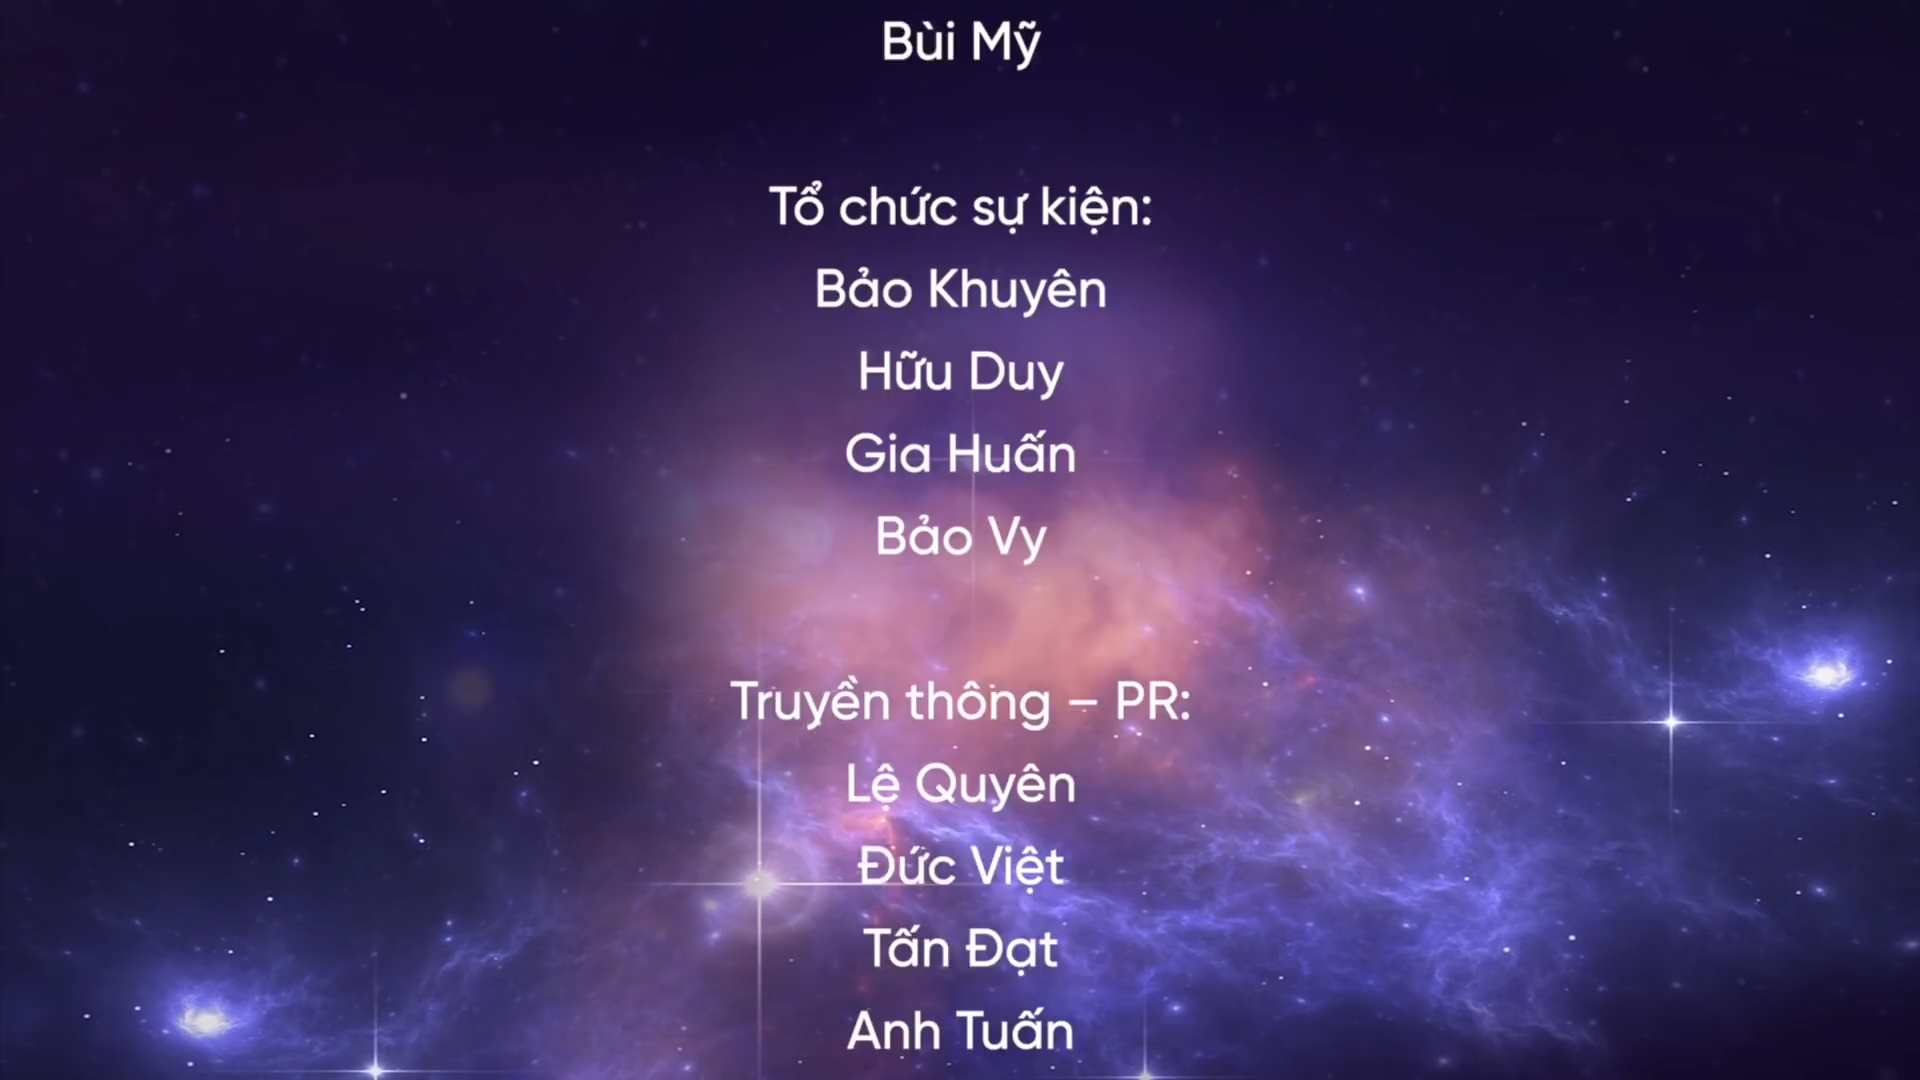 Bùi Mỹ
Tổ chức sự kiện:
Bảo Khuyên
Hữu Duy
Gia Huấn
Bảo Vy
Truyền thông – PR:
Lệ Quyên
Đức Việt
Tấn Đạt
Anh Tuấn